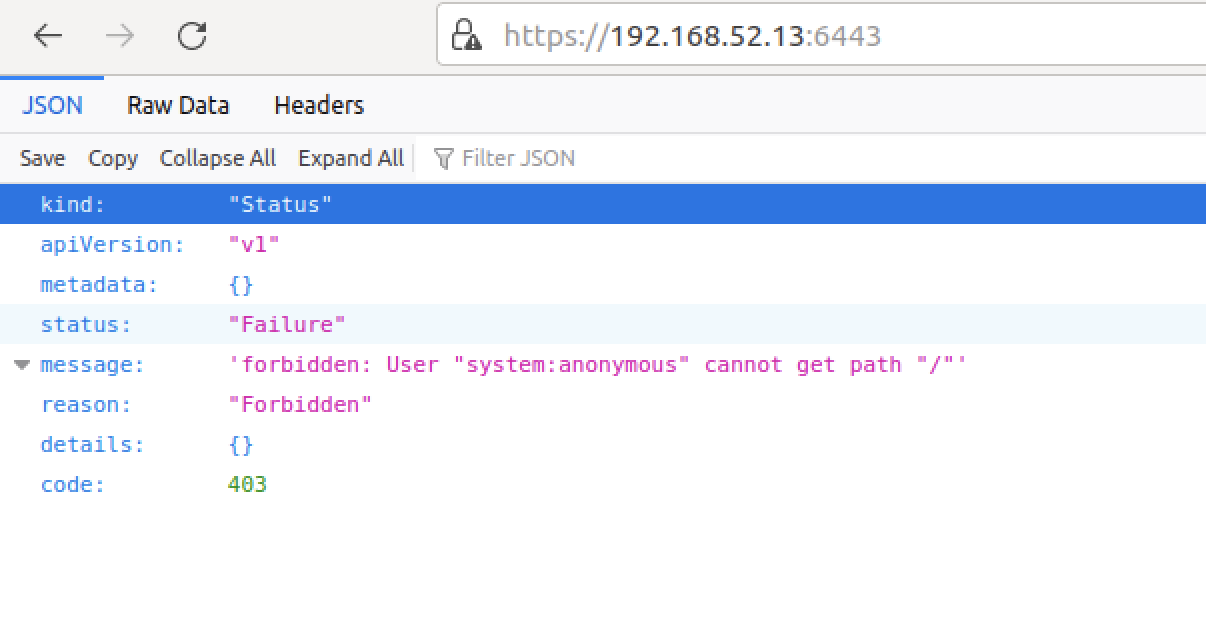 https://192.168.52.13:6443
JSON Raw Data Headers
Save Copy Collapse All Expand All Filter JSON
kind: "Status"
apiVersion: "v1"
metadata: {}
status: "Failure"
message: 'forbidden: User "system:anonymous" cannot get path "/"'
reason: "Forbidden"
details: {}
code: 403